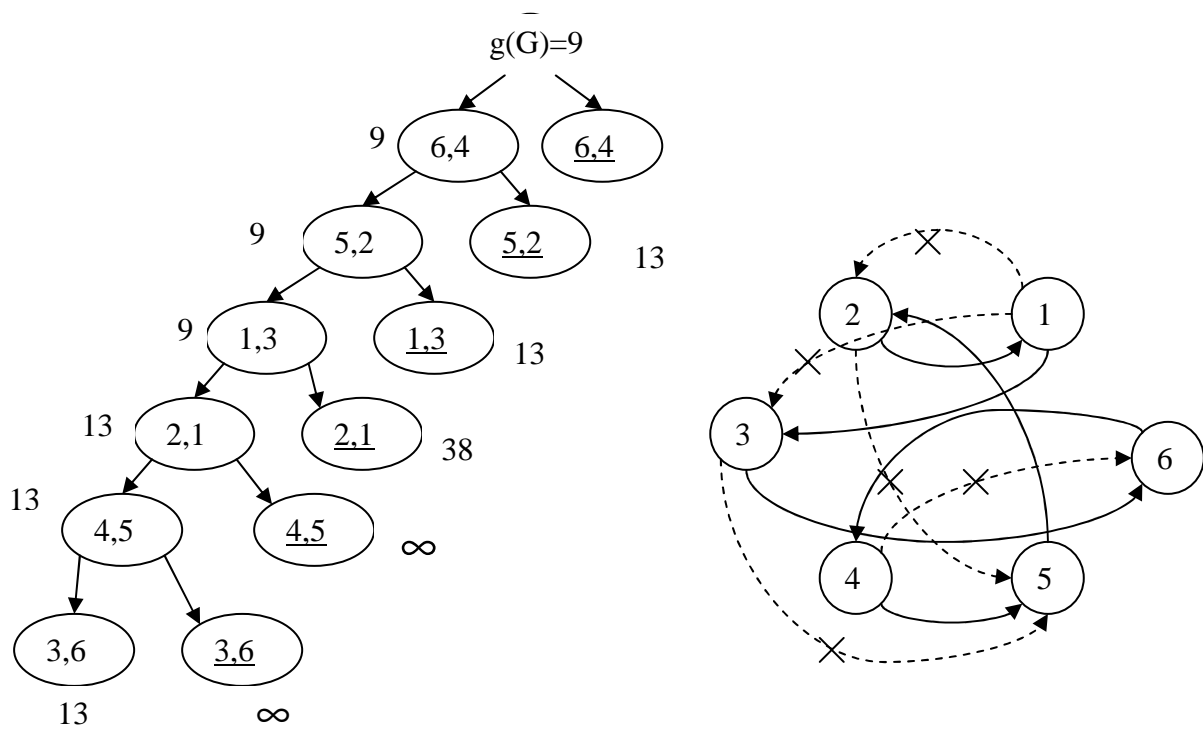 g(G)=9
9 6,4 6,4
9 5,2 5,2 13
9 1,3 1,3 13
13 2,1 2,1 38
13 4,5 4,5 ∞
3,6 3,6
13 ∞
2 1
3 6
4 5